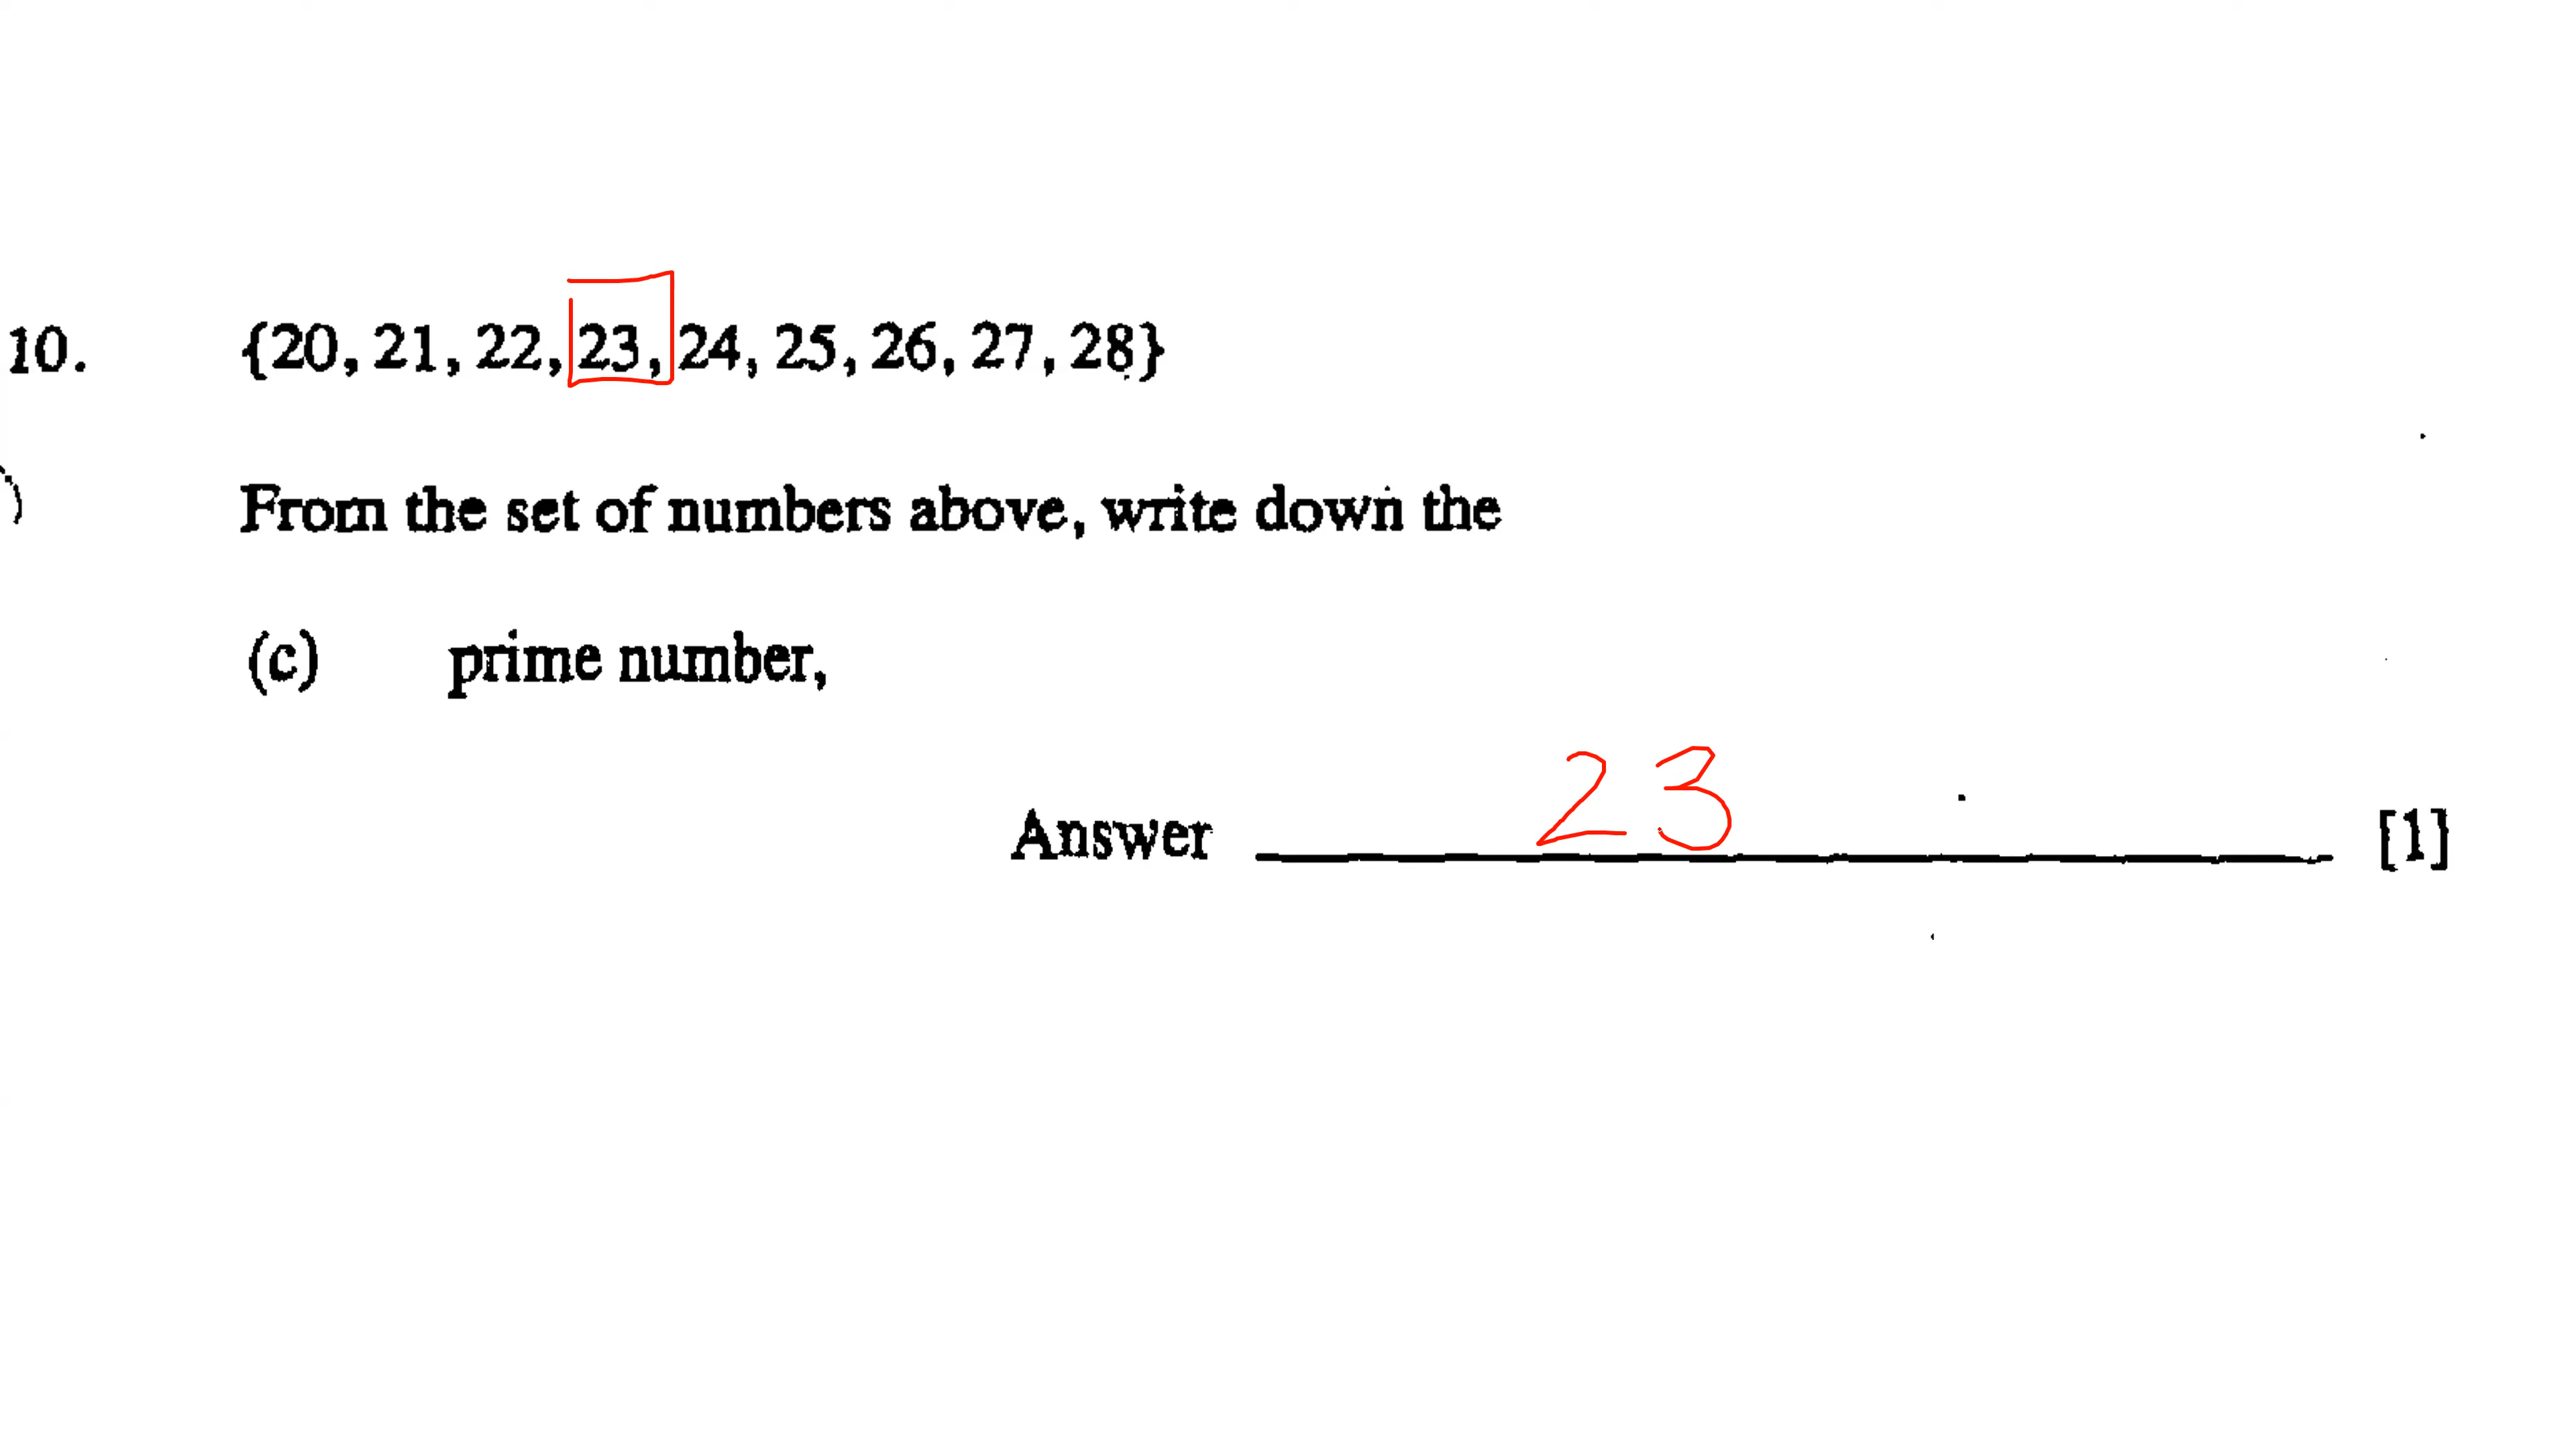 10. {20, 21, 22, 23, 24, 25, 26, 27, 28}
)
From the set of numbers above, write down the
(c) prime number,
23
Answer [1]